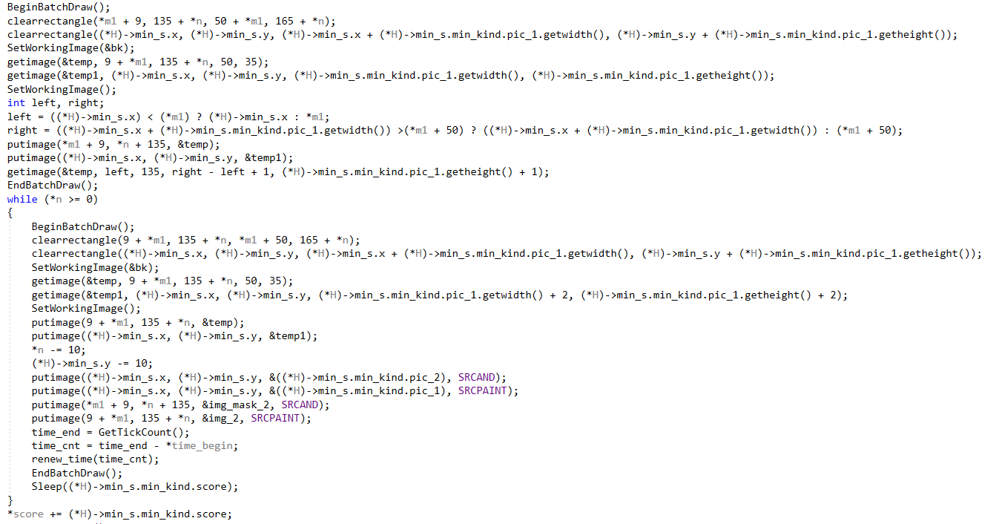 BeginBatchDraw();
clearrectangle(*m1 + 9, 135 + *n, 50 + *m1, 165 + *n);
clearrectangle((*H)->min_s.x, (*H)->min_s.y, (*H)->min_s.x + (*H)->min_s.min_kind.pic_1.getwidth(), (*H)->min_s.y + (*H)->min_s.min_kind.pic_1.getheight());
SetWorkingImage(&bk);
getimage(&temp, 9 + *m1, 135 + *n, 50, 35);
getimage(&temp1, (*H)->min_s.x, (*H)->min_s.y, (*H)->min_s.min_kind.pic_1.getwidth(), (*H)->min_s.min_kind.pic_1.getheight());
SetWorkingImage();
int left, right;
left = ((*H)->min_s.x) < (*m1) ? (*H)->min_s.x : *m1;
right = ((*H)->min_s.x + (*H)->min_s.min_kind.pic_1.getwidth()) >(*m1 + 50) ? ((*H)->min_s.x + (*H)->min_s.min_kind.pic_1.getwidth()) : (*m1 + 50);
putimage(*m1 + 9, *n + 135, &temp);
putimage((*H)->min_s.x, (*H)->min_s.y, &temp1);
getimage(&temp, left, 135, right - left + 1, (*H)->min_s.min_kind.pic_1.getheight() + 1);
EndBatchDraw();
while (*n >= 0)
{
    BeginBatchDraw();
    clearrectangle(9 + *m1, 135 + *n, *m1 + 50, 165 + *n);
    clearrectangle((*H)->min_s.x, (*H)->min_s.y, (*H)->min_s.x + (*H)->min_s.min_kind.pic_1.getwidth(), (*H)->min_s.y + (*H)->min_s.min_kind.pic_1.getheight());
    SetWorkingImage(&bk);
    getimage(&temp, 9 + *m1, 135 + *n, 50, 35);
    getimage(&temp1, (*H)->min_s.x, (*H)->min_s.y, (*H)->min_s.min_kind.pic_1.getwidth() + 2, (*H)->min_s.min_kind.pic_1.getheight() + 2);
    SetWorkingImage();
    putimage(9 + *m1, 135 + *n, &temp);
    putimage((*H)->min_s.x, (*H)->min_s.y, &temp1);
    *n -= 10;
    (*H)->min_s.y -= 10;
    putimage((*H)->min_s.x, (*H)->min_s.y, &((*H)->min_s.min_kind.pic_2), SRCAND);
    putimage((*H)->min_s.x, (*H)->min_s.y, &((*H)->min_s.min_kind.pic_1), SRCPAINT);
    putimage(*m1 + 9, *n + 135, &img_mask_2, SRCAND);
    putimage(9 + *m1, 135 + *n, &img_2, SRCPAINT);
    time_end = GetTickCount();
    time_cnt = time_end - *time_begin;
    renew_time(time_cnt);
    EndBatchDraw();
    Sleep((*H)->min_s.min_kind.score);
}
*score += (*H)->min_s.min_kind.score;